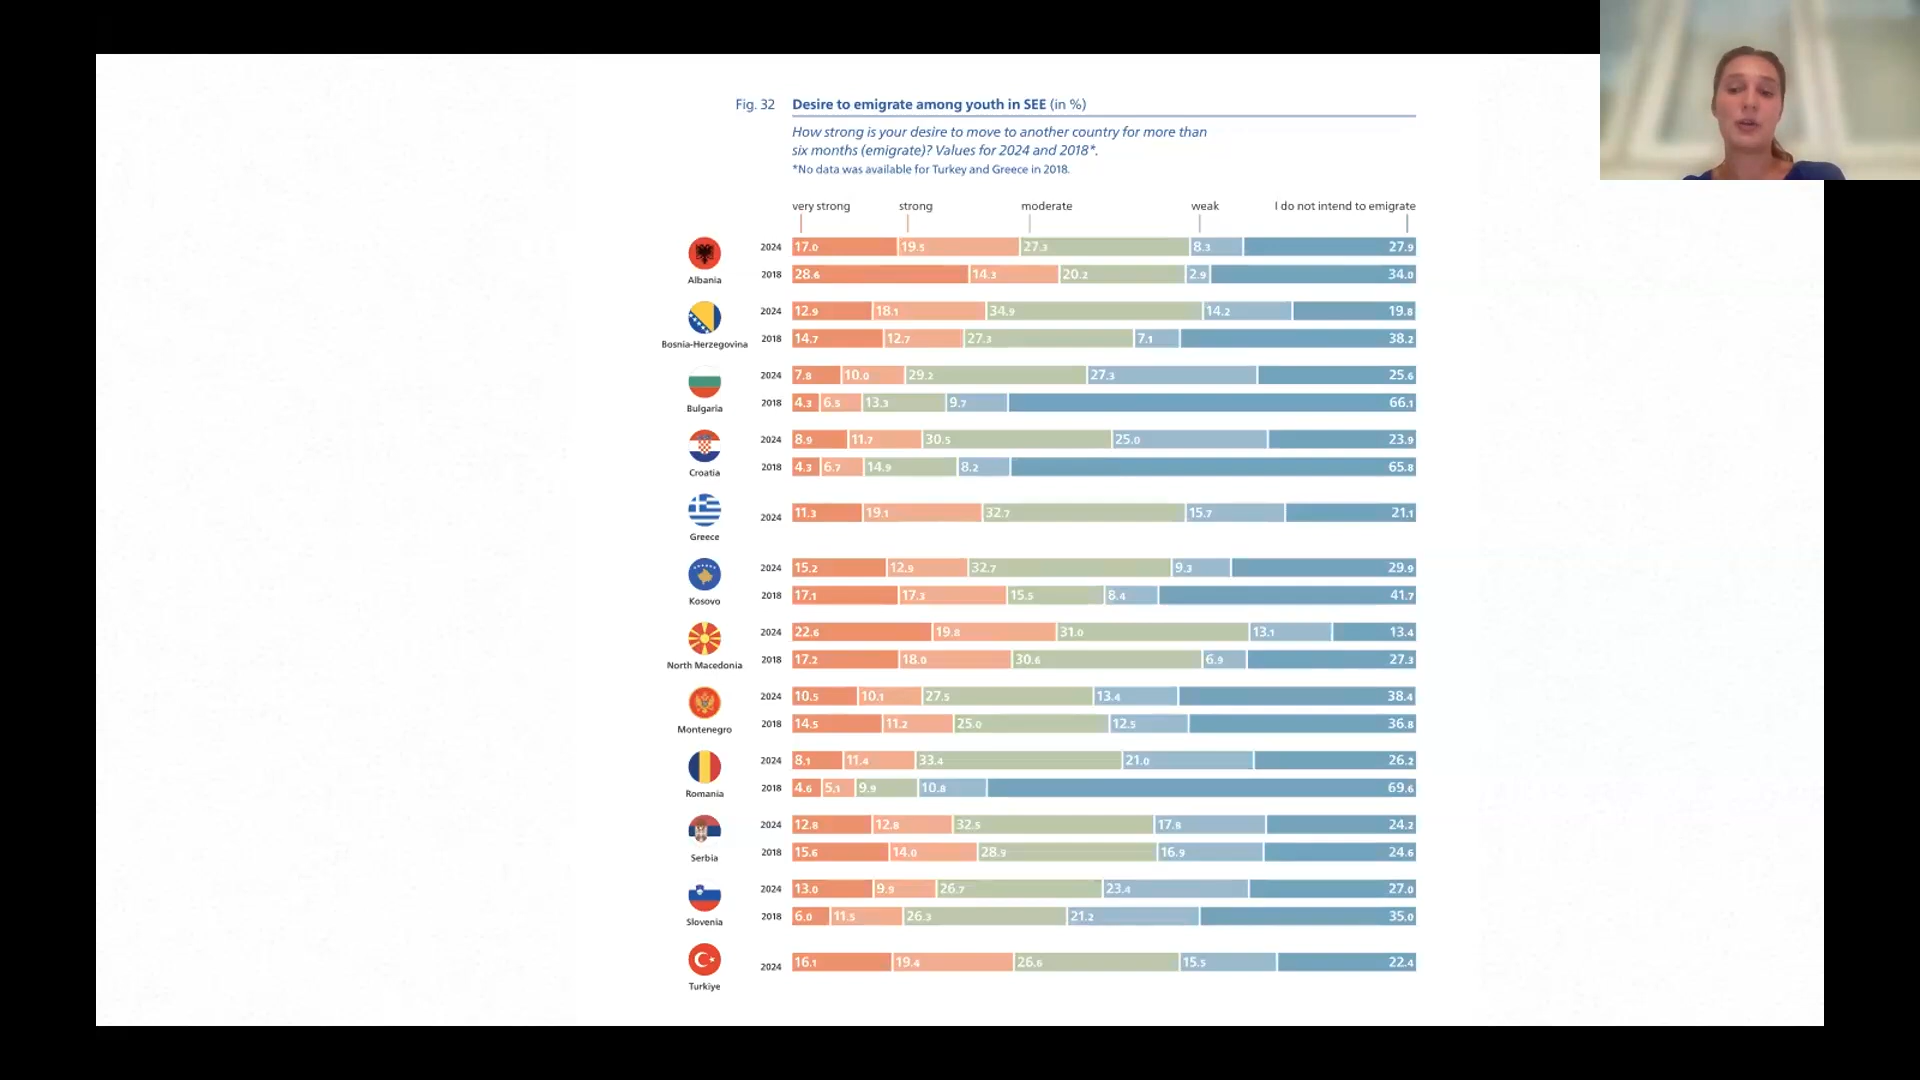 Fig. 32 Desire to emigrate among youth in SEE (in %)
How strong is your desire to move to another country for more than
six months (emigrate)? Values for 2024 and 2018*.
*No data was available for Turkey and Greece in 2018.
very strong strong moderate weak I do not intend to emigrate
2024 17.0 19.5 27.3 8.3 27.9
Albania
2018 28.6 14.3 20.2 2.9 34.0
2024 12.9 18.1 34.9 14.2 19.8
Bosnia-Herzegovina
2018 14.7 12.7 27.3 7.1 38.2
2024 7.8 10.0 29.2 27.3 25.6
Bulgaria
2018 4.3 6.5 13.3 9.7 66.1
2024 8.9 11.7 30.5 25.0 23.9
Croatia
2018 4.3 6.7 14.9 8.2 65.8
2024 11.3 19.1 32.7 15.7 21.1
Greece
2024 15.2 12.9 32.7 9.3 29.9
Kosovo
2018 17.1 17.3 15.5 8.4 41.7
2024 22.6 19.8 31.0 13.1 13.4
North Macedonia
2018 17.2 18.0 30.6 6.9 27.3
2024 10.5 10.1 27.5 13.4 38.4
Montenegro
2018 14.5 11.2 25.0 12.5 36.8
2024 8.1 11.4 33.4 21.0 26.2
Romania
2018 4.6 5.1 9.9 10.8 69.6
2024 12.8 12.8 32.5 17.8 24.2
Serbia
2018 15.6 14.0 28.9 16.9 24.6
2024 13.0 9.9 26.7 23.4 27.0
Slovenia
2018 6.0 11.5 26.3 21.2 35.0
2024 16.1 19.4 26.6 15.5 22.4
Turkiye